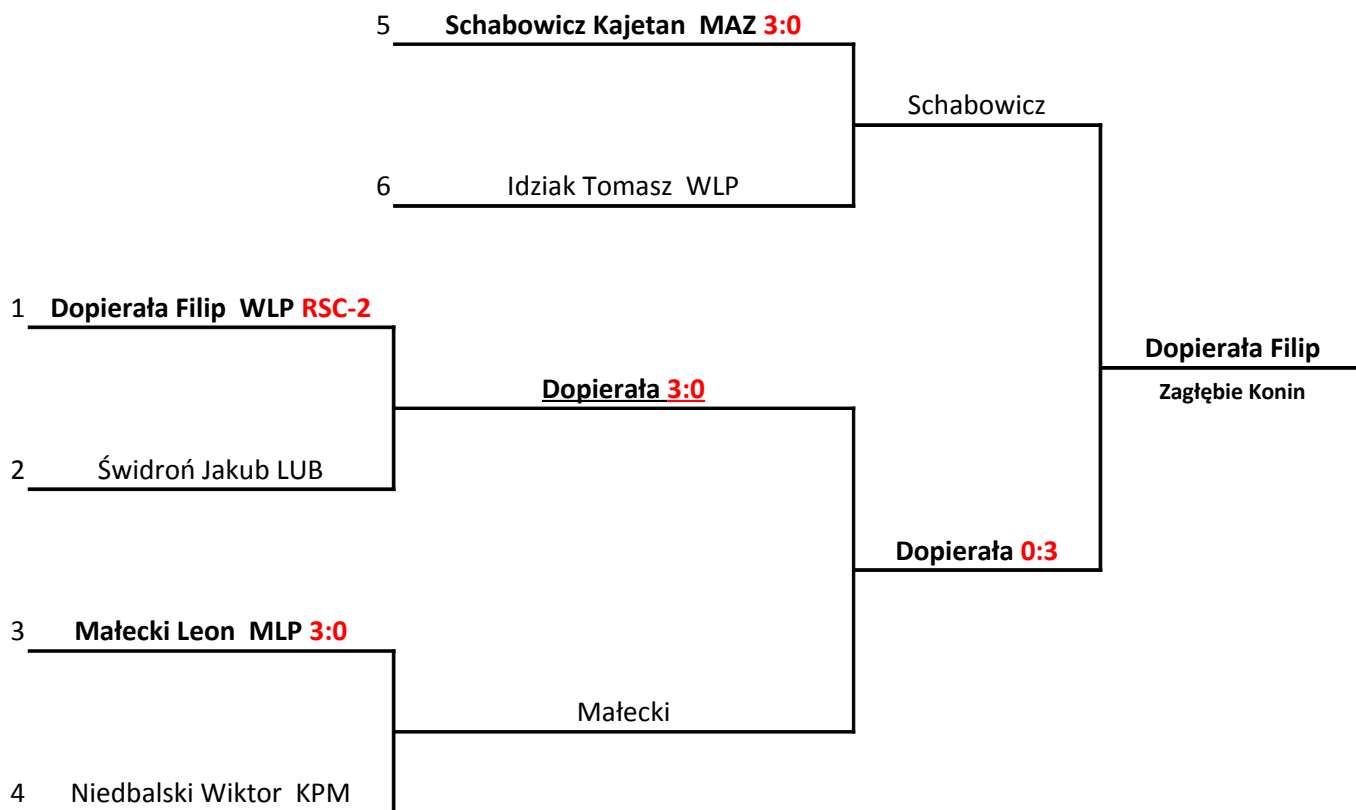 5 Schabowicz Kajetan MAZ 3:0
Schabowicz
6 Idziak Tomasz WLP
1 Dopierała Filip WLP RSC-2
Dopierała Filip
Dopierała 3:0
Zagłębie Konin
2 Świdroń Jakub LUB
Dopierała 0:3
3 Małecki Leon MLP 3:0
Małecki
4 Niedbalski Wiktor KPM